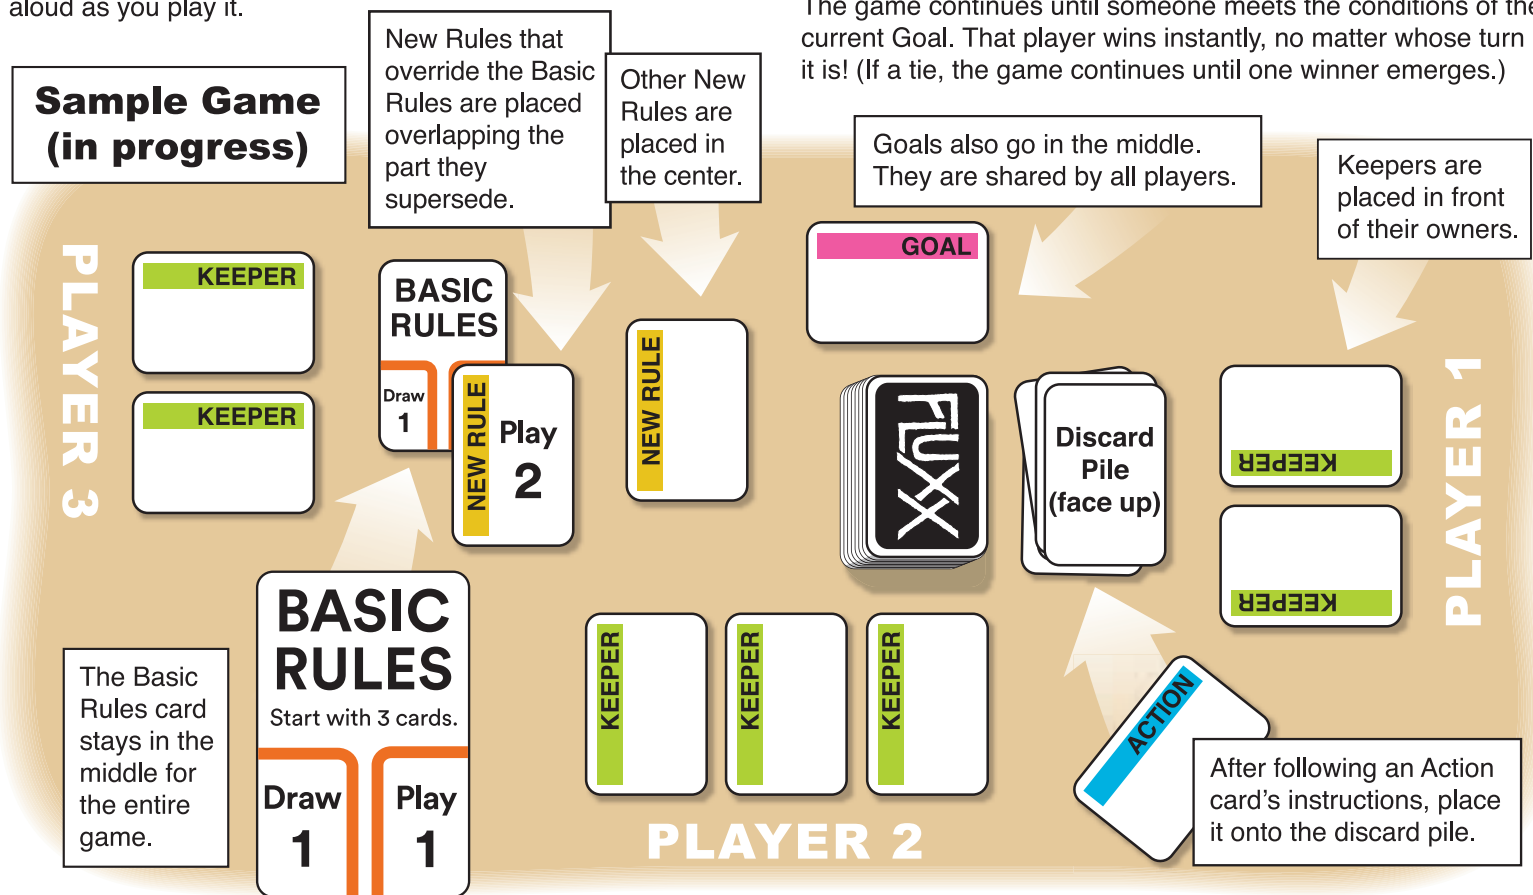 aloud as you play it.
The game continues until someone meets the conditions of the
current Goal. That player wins instantly, no matter whose turn
it is! (If a tie, the game continues until one winner emerges.)
Sample Game
(in progress)
New Rules that
override the Basic
Rules are placed
overlapping the
part they
supersede.
Other New
Rules are
placed in
the center.
Goals also go in the middle.
They are shared by all players.
Keepers are
placed in front
of their owners.
PLAYER 3
KEEPER
KEEPER
BASIC
RULES
Draw
1
NEW RULE
Play
2
NEW RULE
GOAL
FLUXX
Discard
Pile
(face up)
KEEPER
KEEPER
PLAYER 1
The Basic
Rules card
stays in the
middle for
the entire
game.
BASIC
RULES
Start with 3 cards.
Draw
1
Play
1
KEEPER
KEEPER
KEEPER
PLAYER 2
ACTION
After following an Action
card's instructions, place
it onto the discard pile.